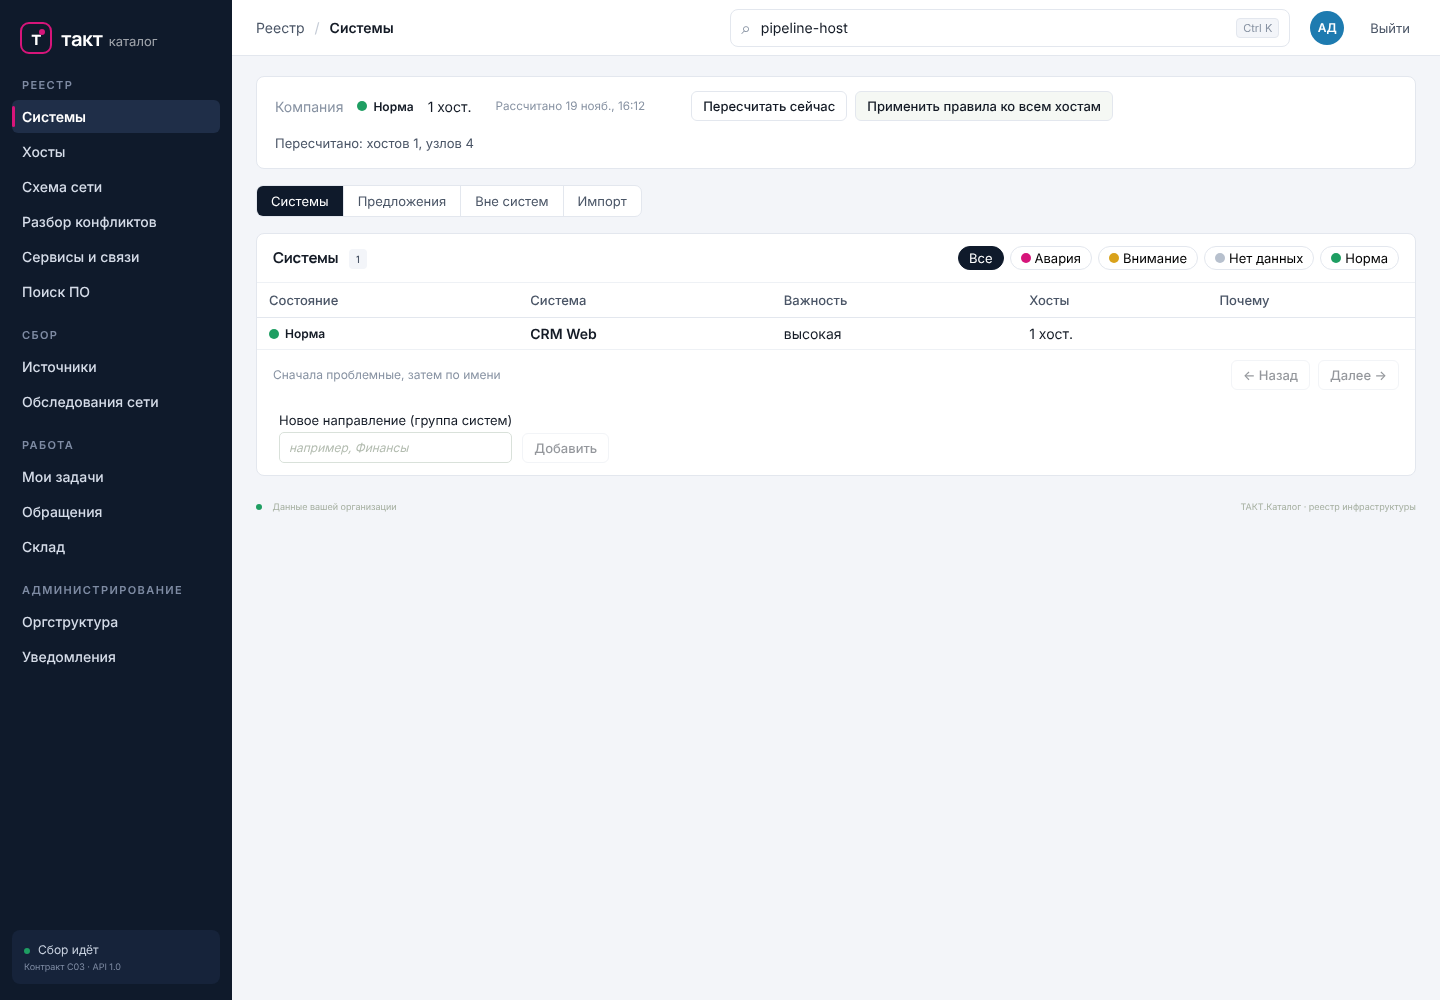 т такт каталог
РЕЕСТР
Системы
Хосты
Схема сети
Разбор конфликтов
Сервисы и связи
Поиск ПО
СБОР
Источники
Обследования сети
РАБОТА
Мои задачи
Обращения
Склад
АДМИНИСТРИРОВАНИЕ
Оргструктура
Уведомления
Сбор идёт
Контракт С03 · API 1.0
Реестр / Системы
pipeline-host Ctrl K
АД Выйти
Компания Норма 1 хост. Рассчитано 19 нояб., 16:12 Пересчитать сейчас Применить правила ко всем хостам
Пересчитано: хостов 1, узлов 4
Системы Предложения Вне систем Импорт
Системы 1 Все Авария Внимание Нет данных Норма
Состояние Система Важность Хосты Почему
Норма CRM Web высокая 1 хост.
Сначала проблемные, затем по имени ← Назад Далее →
Новое направление (группа систем)
например, Финансы Добавить
Данные вашей организации ТАКТ.Каталог · реестр инфраструктуры